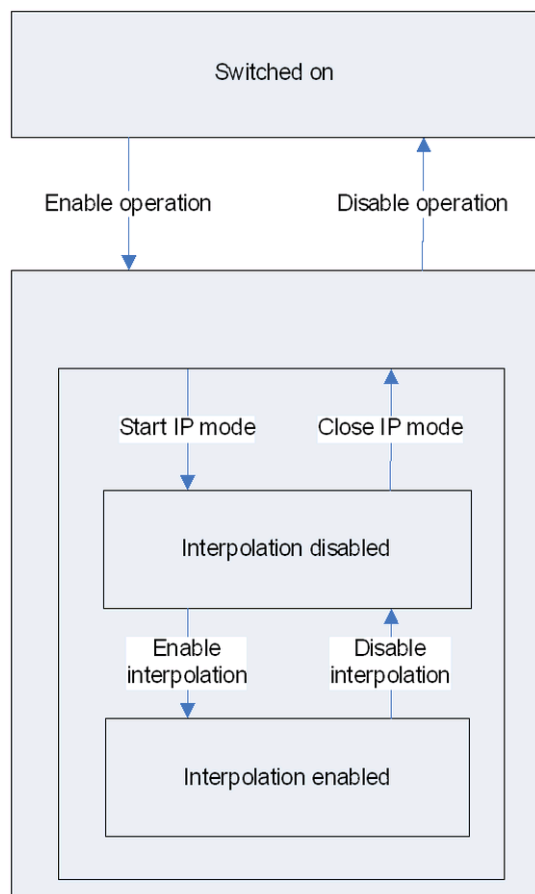 Switched on
Enable operation
Disable operation
Start IP mode
Close IP mode
Interpolation disabled
Enable
interpolation
Disable
interpolation
Interpolation enabled